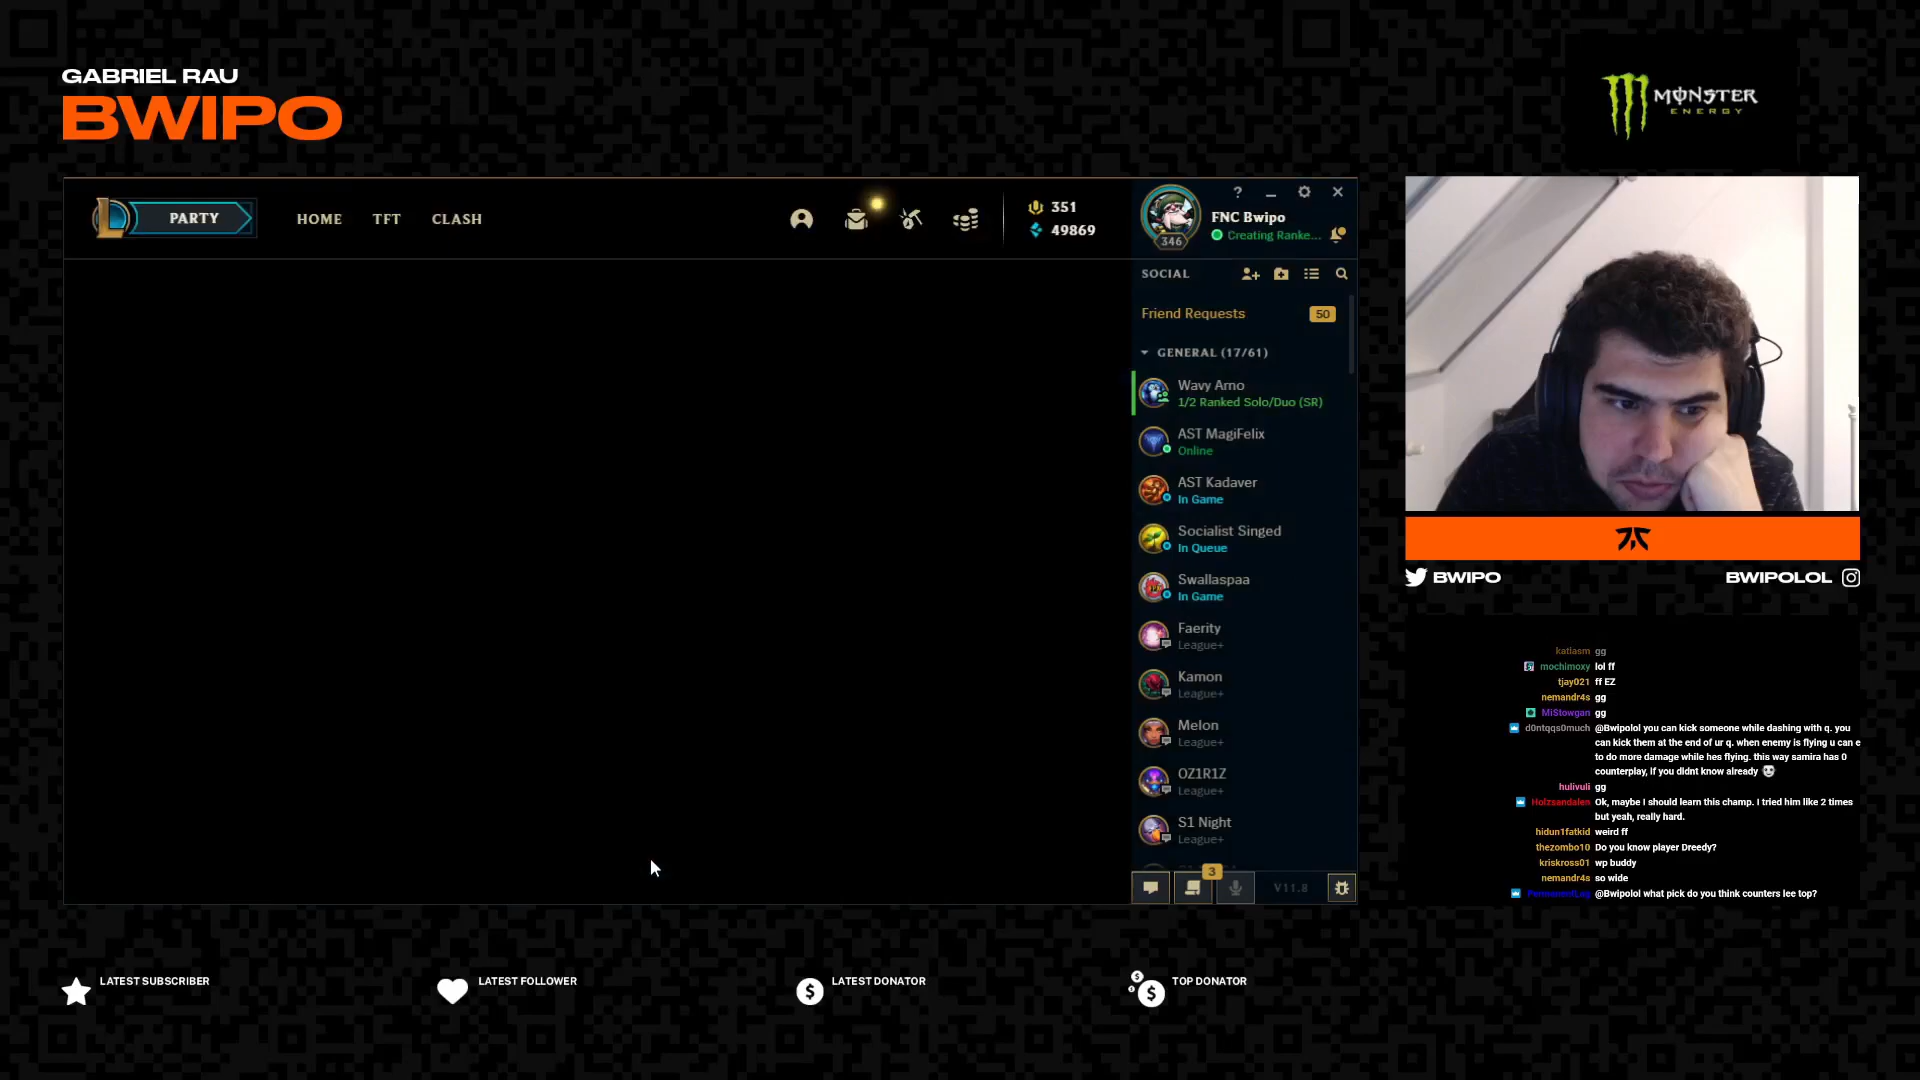 GABRIEL RAU
BWIPO
MONSTER
ENERGY
PARTY
HOME
TFT
CLASH
351
49869
346
?
FNC Bwipo
Creating Ranke...
SOCIAL
Friend Requests
50
GENERAL (17/61)
Wavy Arno
1/2 Ranked Solo/Duo (SR)
AST MagiFelix
Online
AST Kadaver
In Game
Socialist Singed
In Queue
Swallaspaa
In Game
Faerity
League+
Kamon
League+
Melon
League+
OZ1R1Z
League+
S1 Night
League+
3
V11.8
BWIPO
BWIPOLOL
katlasm gg
mochimoxy lol ff
tjay021 ff EZ
nemandr4s gg
MiStowgan gg
d0ntqqs0much @Bwipolol you can kick someone while dashing with q. you
can kick them at the end of ur q. when enemy is flying u can e
to do more damage while hes flying. this way samira has 0
counterplay, if you didnt know already
hulivuli gg
Holzsandalen Ok, maybe I should learn this champ. I tried him like 2 times
but yeah, really hard.
hidun1fatkid weird ff
thezombo10 Do you know player Dreedy?
kriskross01 wp buddy
nemandr4s so wide
@Bwipolol what pick do you think counters lee top?
LATEST SUBSCRIBER
LATEST FOLLOWER
LATEST DONATOR
TOP DONATOR